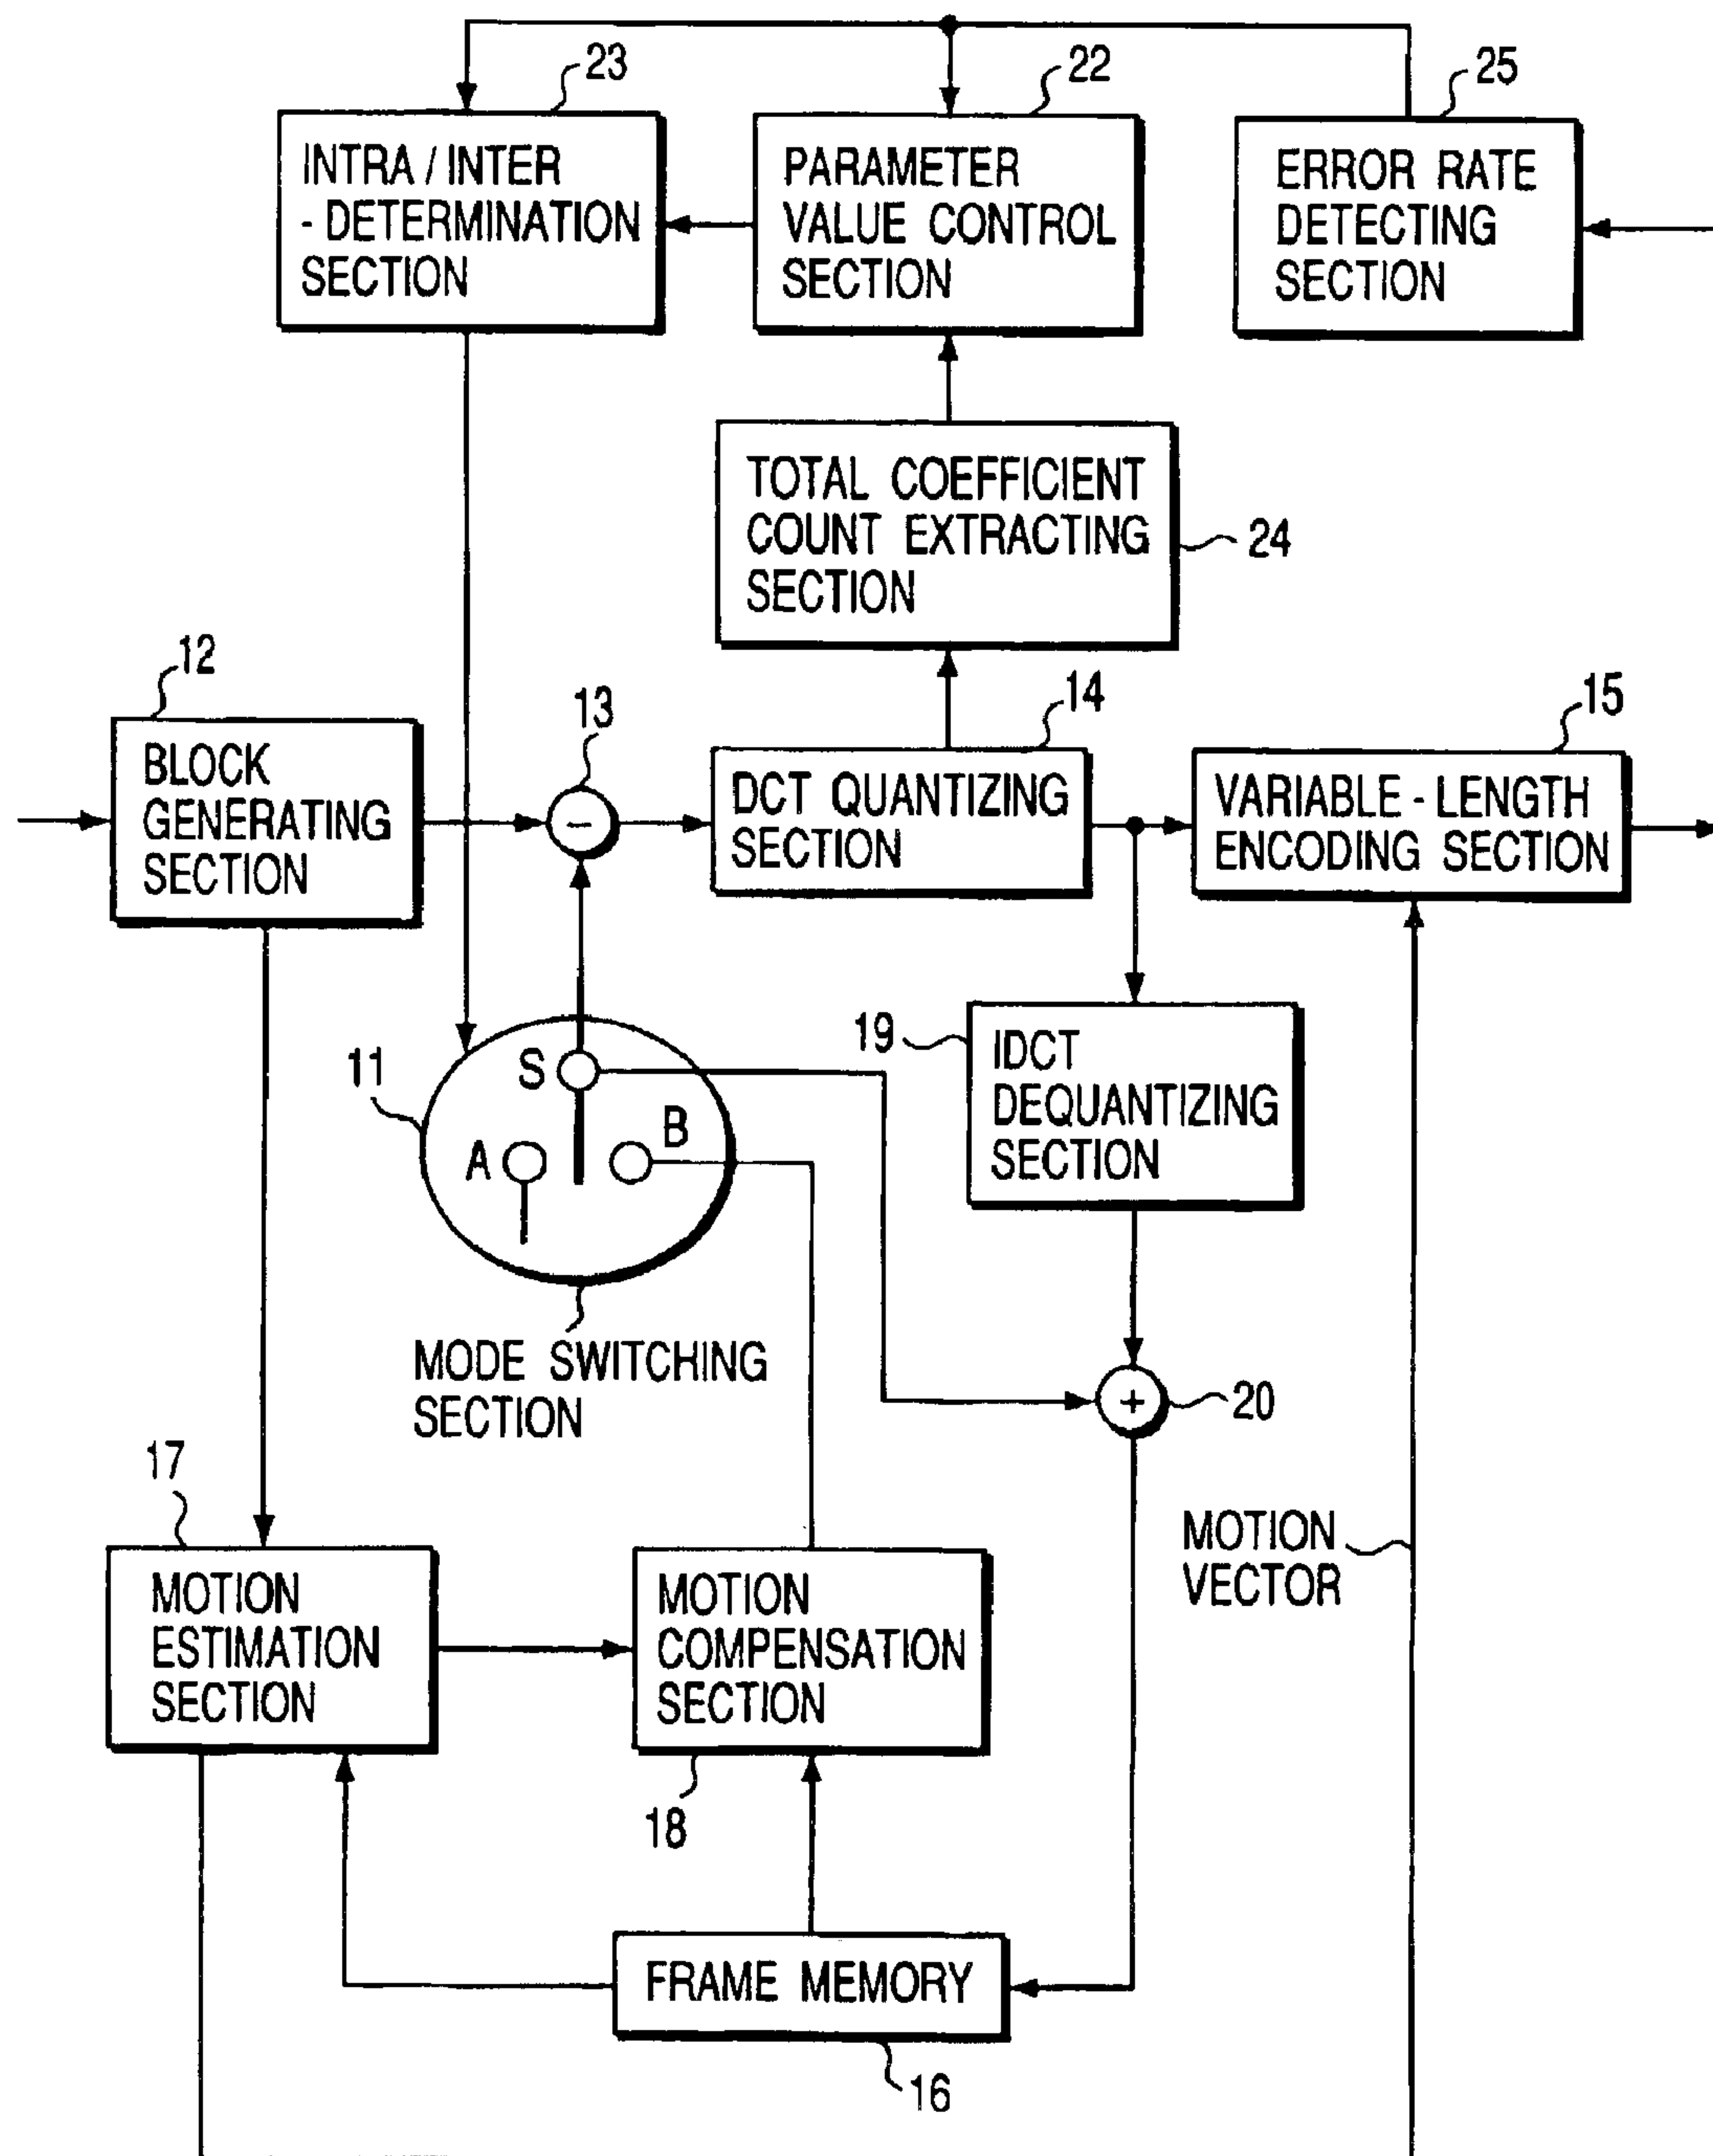 23
22
25
INTRA / INTER
- DETERMINATION
SECTION
PARAMETER
VALUE CONTROL
SECTION
ERROR RATE
DETECTING
SECTION
TOTAL COEFFICIENT
COUNT EXTRACTING
SECTION
24
12
13
14
15
BLOCK
GENERATING
SECTION
−
DCT QUANTIZING
SECTION
VARIABLE - LENGTH
ENCODING SECTION
11
S
A
B
19
IDCT
DEQUANTIZING
SECTION
MODE SWITCHING
SECTION
+
20
17
MOTION
VECTOR
MOTION
ESTIMATION
SECTION
MOTION
COMPENSATION
SECTION
18
FRAME MEMORY
16